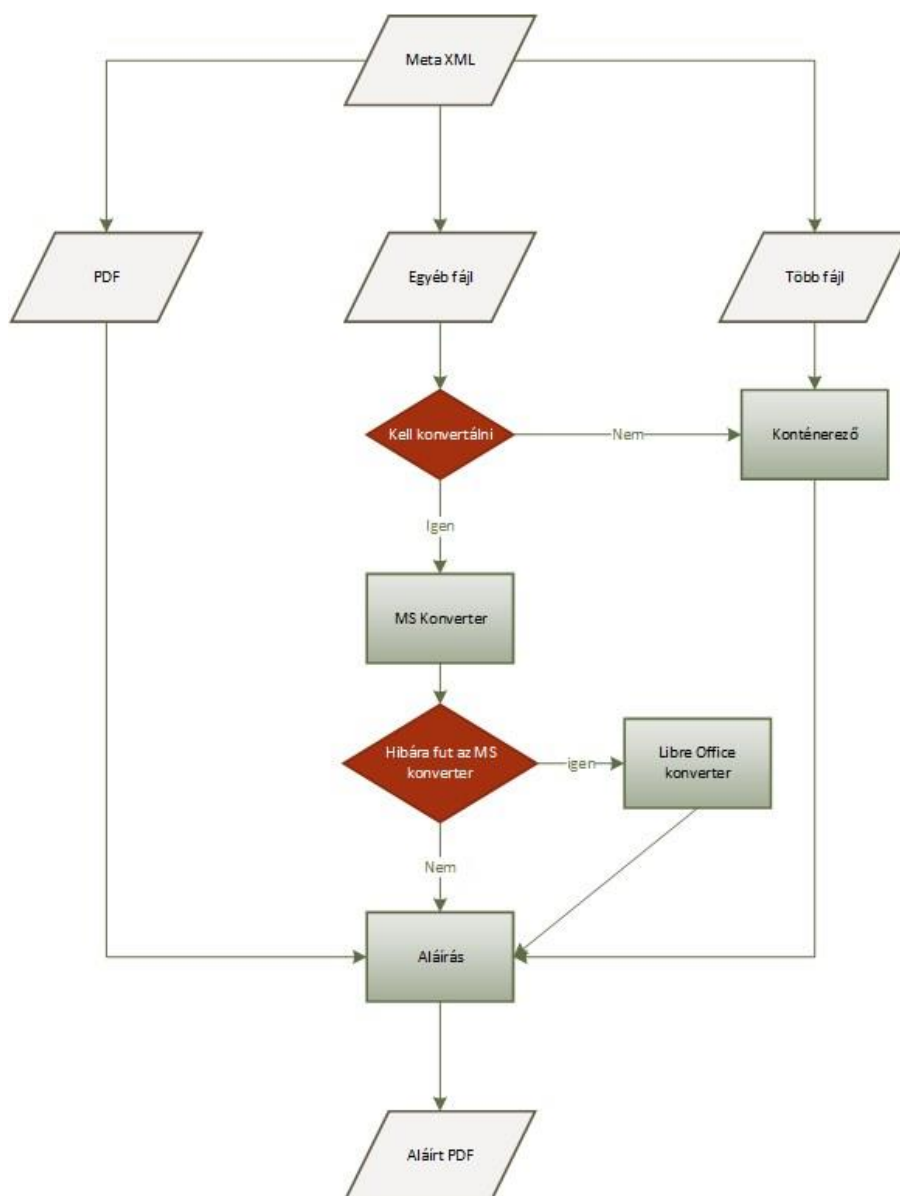 Meta XML
PDF
Egyéb fájl
Több fájl
Kell konvertálni
Nem
Konténerező
Igen
MS Konverter
Hibára fut az MS
konverter
igen
Libre Office
konverter
Nem
Aláírás
Aláírt PDF